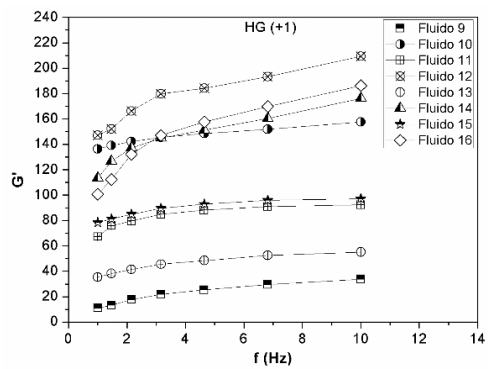 HG (+1)
G'
240
220
200
180
160
140
120
100
80
60
40
20
0
0 2 4 6 8 10 12 14
f (Hz)
Fluido 9
Fluido 10
Fluido 11
Fluido 12
Fluido 13
Fluido 14
Fluido 15
Fluido 16